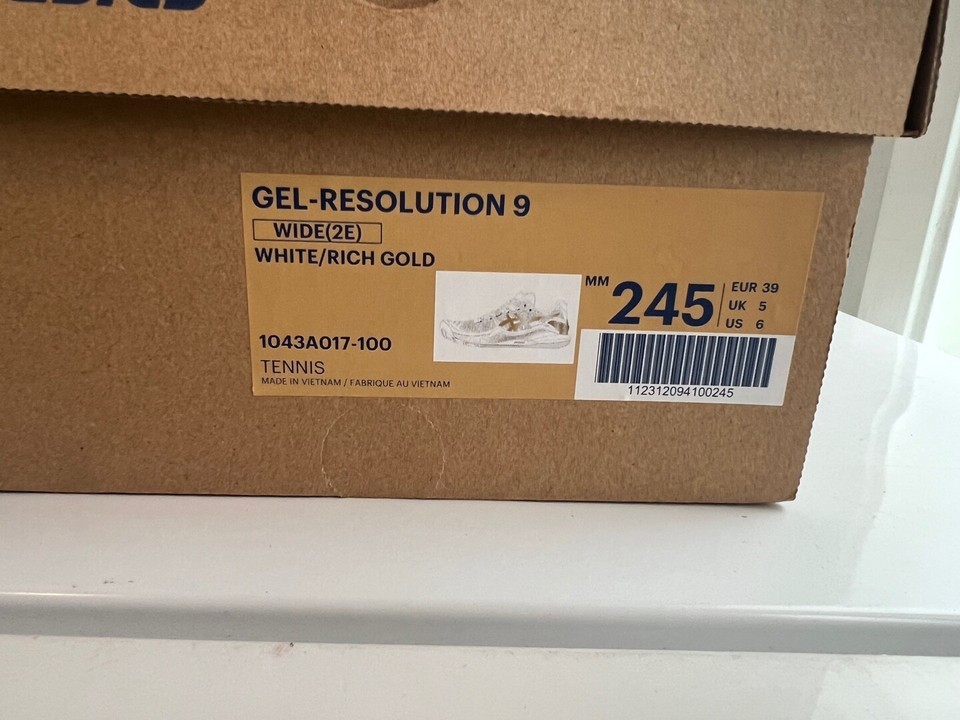 GEL-RESOLUTION 9
WIDE(2E)
WHITE/RICH GOLD
MM 245
EUR 39
UK 5
US 6
1043A017-100
TENNIS
MADE IN VIETNAM / FABRIQUE AU VIETNAM
112312094100245